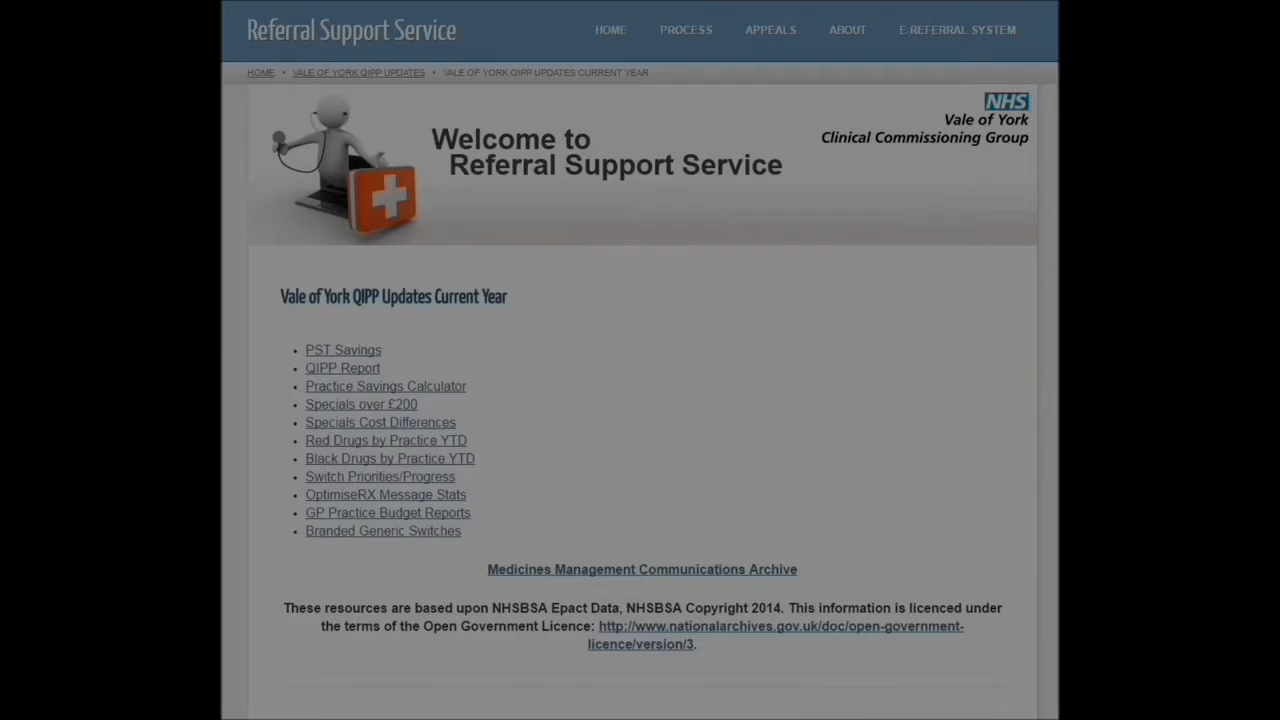 Referral Support Service
HOME PROCESS APPEALS ABOUT E-REFERRAL SYSTEM
HOME • VALE OF YORK QIPP UPDATES • VALE OF YORK QIPP UPDATES CURRENT YEAR
NHS
Vale of York
Clinical Commissioning Group
Welcome to
Referral Support Service
Vale of York QIPP Updates Current Year
• PST Savings
• QIPP Report
• Practice Savings Calculator
• Specials over £200
• Specials Cost Differences
• Red Drugs by Practice YTD
• Black Drugs by Practice YTD
• Switch Priorities/Progress
• OptimiseRX Message Stats
• GP Practice Budget Reports
• Branded Generic Switches
Medicines Management Communications Archive
These resources are based upon NHSBSA Epact Data, NHSBSA Copyright 2014. This information is licenced under
the terms of the Open Government Licence: http://www.nationalarchives.gov.uk/doc/open-government-
licence/version/3.